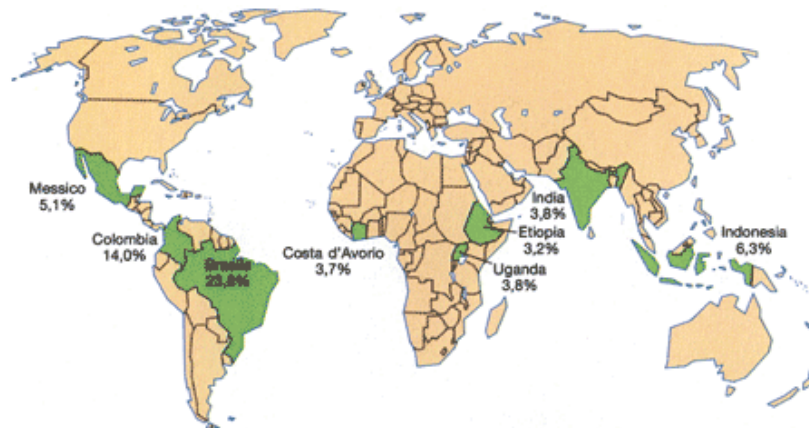 Messico
5,1%
Colombia
14,0%
Brasile
23,8%
Costa d'Avorio
3,7%
India
3,8%
Etiopia
3,2%
Uganda
3,8%
Indonesia
6,3%